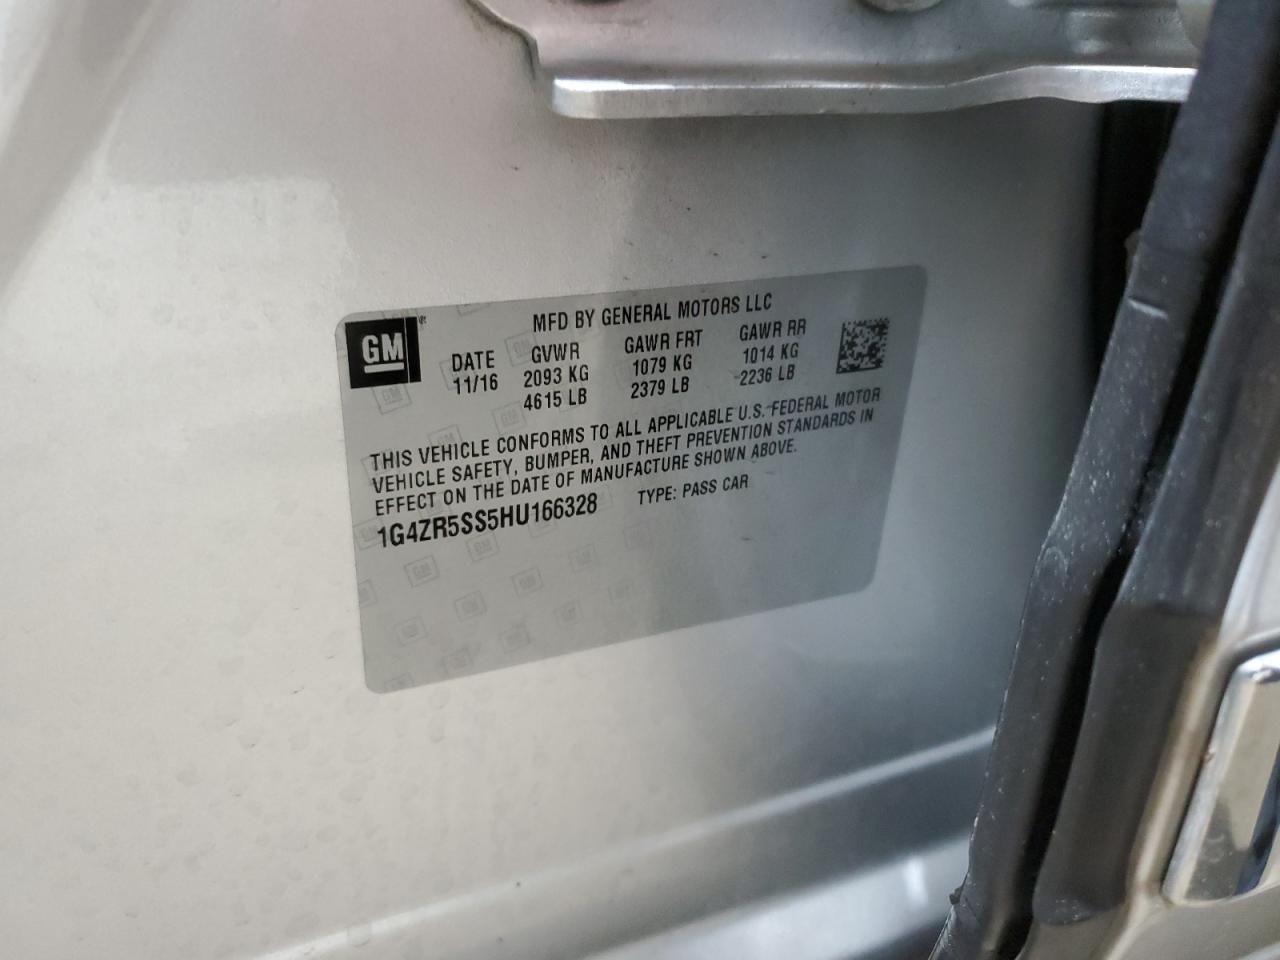 GM
MFD BY GENERAL MOTORS LLC
DATE GVWR GAWR FRT GAWR RR
11/16 2093 KG 1079 KG 1014 KG
4615 LB 2379 LB 2236 LB
THIS VEHICLE CONFORMS TO ALL APPLICABLE U.S. FEDERAL MOTOR
VEHICLE SAFETY, BUMPER, AND THEFT PREVENTION STANDARDS IN
EFFECT ON THE DATE OF MANUFACTURE SHOWN ABOVE.
1G4ZR5SS5HU166328 TYPE: PASS CAR